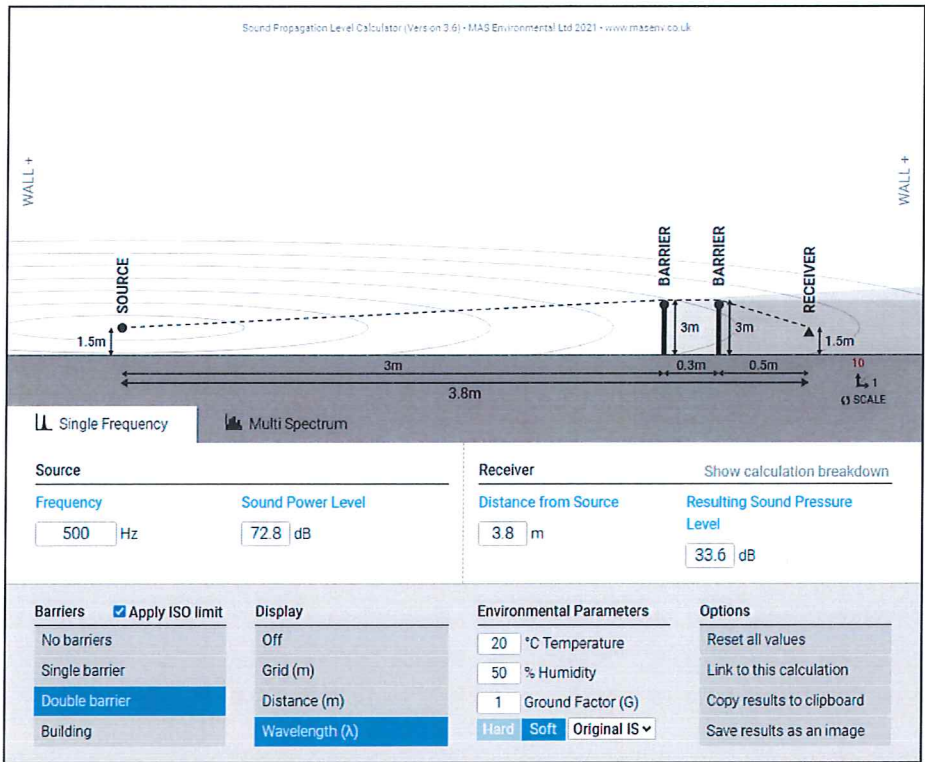 Sound Propagation Level Calculator (Version 3.6) • MAS Environmental Ltd 2021 • www.masenv.co.uk
WALL +
WALL +
SOURCE
BARRIER
BARRIER
RECEIVER
1.5m
3m
3m
1.5m
3m
0.3m
0.5m
10
1
3.8m
SCALE
Single Frequency
Multi Spectrum
Source
Frequency
Sound Power Level
500 Hz
72.8 dB
Receiver
Show calculation breakdown
Distance from Source
Resulting Sound Pressure
Level
3.8 m
33.6 dB
Barriers
Apply ISO limit
No barriers
Single barrier
Double barrier
Building
Display
Off
Grid (m)
Distance (m)
Wavelength (λ)
Environmental Parameters
20 °C Temperature
50 % Humidity
1 Ground Factor (G)
Hard Soft Original IS
Options
Reset all values
Link to this calculation
Copy results to clipboard
Save results as an image